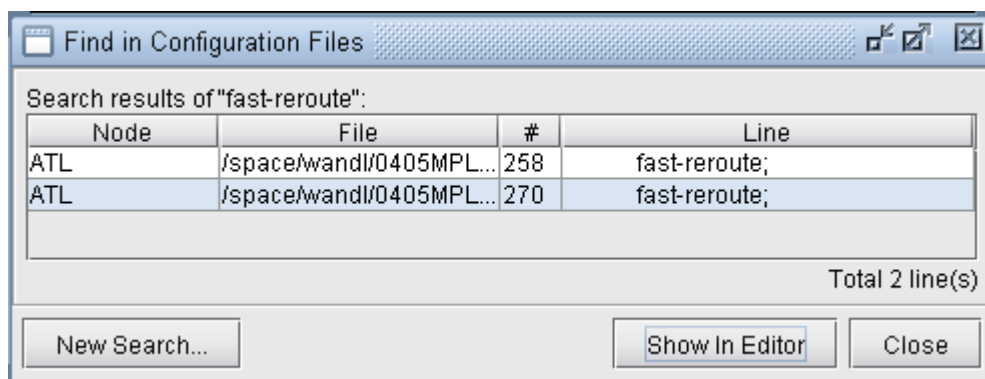 Find in Configuration Files
Search results of "fast-reroute":
Node File # Line
ATL /space/wandl/0405MPL... 258 fast-reroute;
ATL /space/wandl/0405MPL... 270 fast-reroute;
Total 2 line(s)
New Search... Show In Editor Close